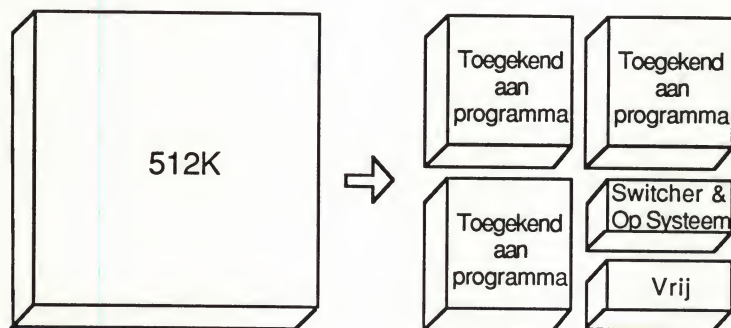 512K
Toegekend
aan
programma
Toegekend
aan
programma
Toegekend
aan
programma
Switcher &
Op Systeem
Vrij